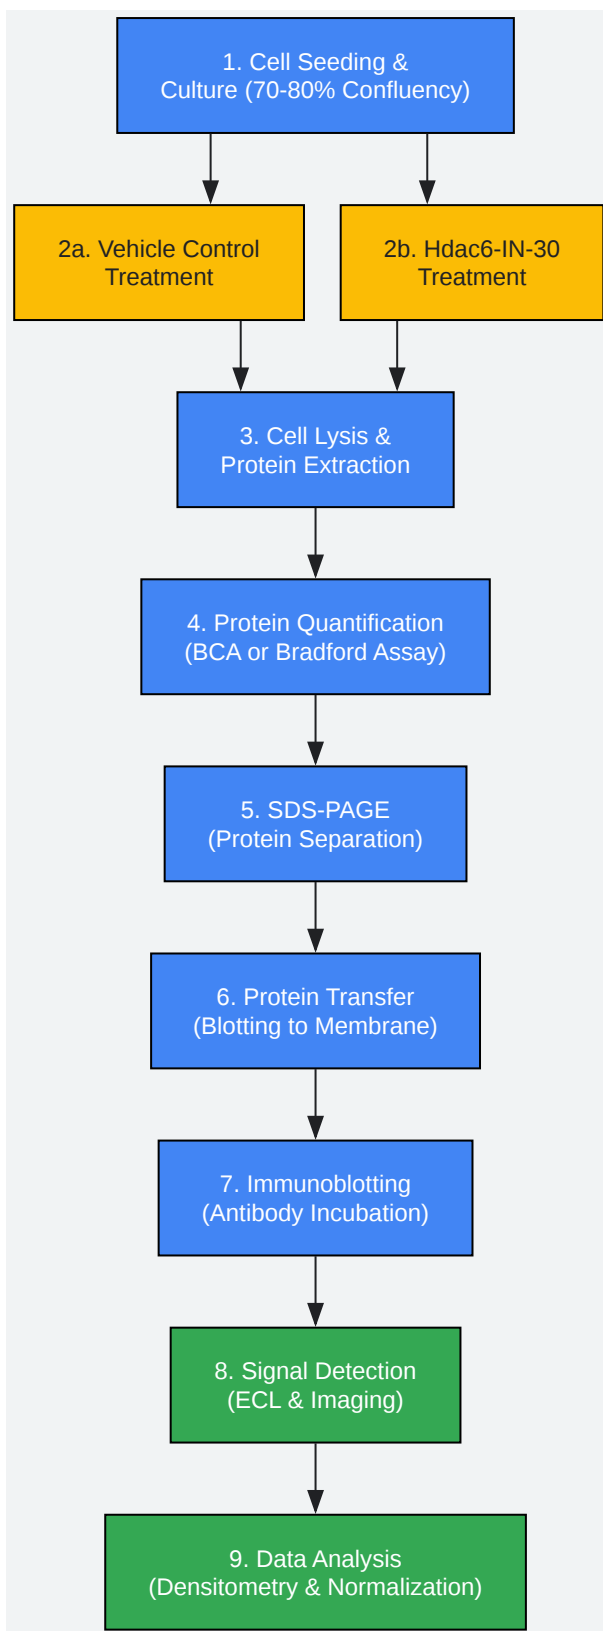 1. Cell Seeding &
Culture (70-80% Confluency)
2a. Vehicle Control
Treatment
2b. Hdac6-IN-30
Treatment
3. Cell Lysis &
Protein Extraction
4. Protein Quantification
(BCA or Bradford Assay)
5. SDS-PAGE
(Protein Separation)
6. Protein Transfer
(Blotting to Membrane)
7. Immunoblotting
(Antibody Incubation)
8. Signal Detection
(ECL & Imaging)
9. Data Analysis
(Densitometry & Normalization)